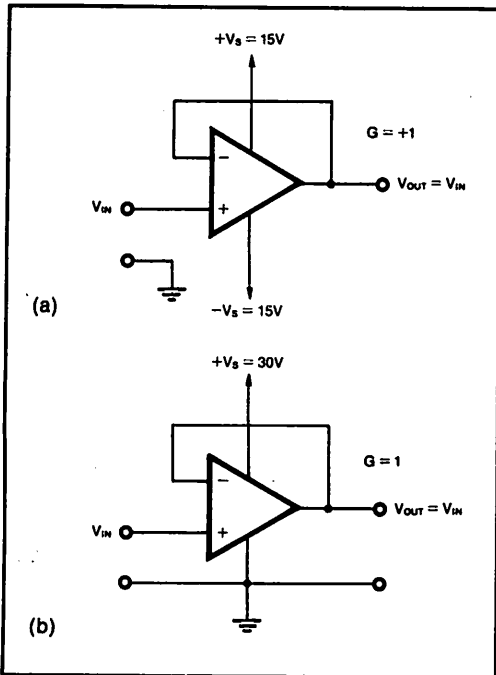 +VS = 15V
G = +1
−
VIN
+
VOUT = VIN
(a)
−VS = 15V
+VS = 30V
G = 1
−
VIN
+
VOUT = VIN
(b)